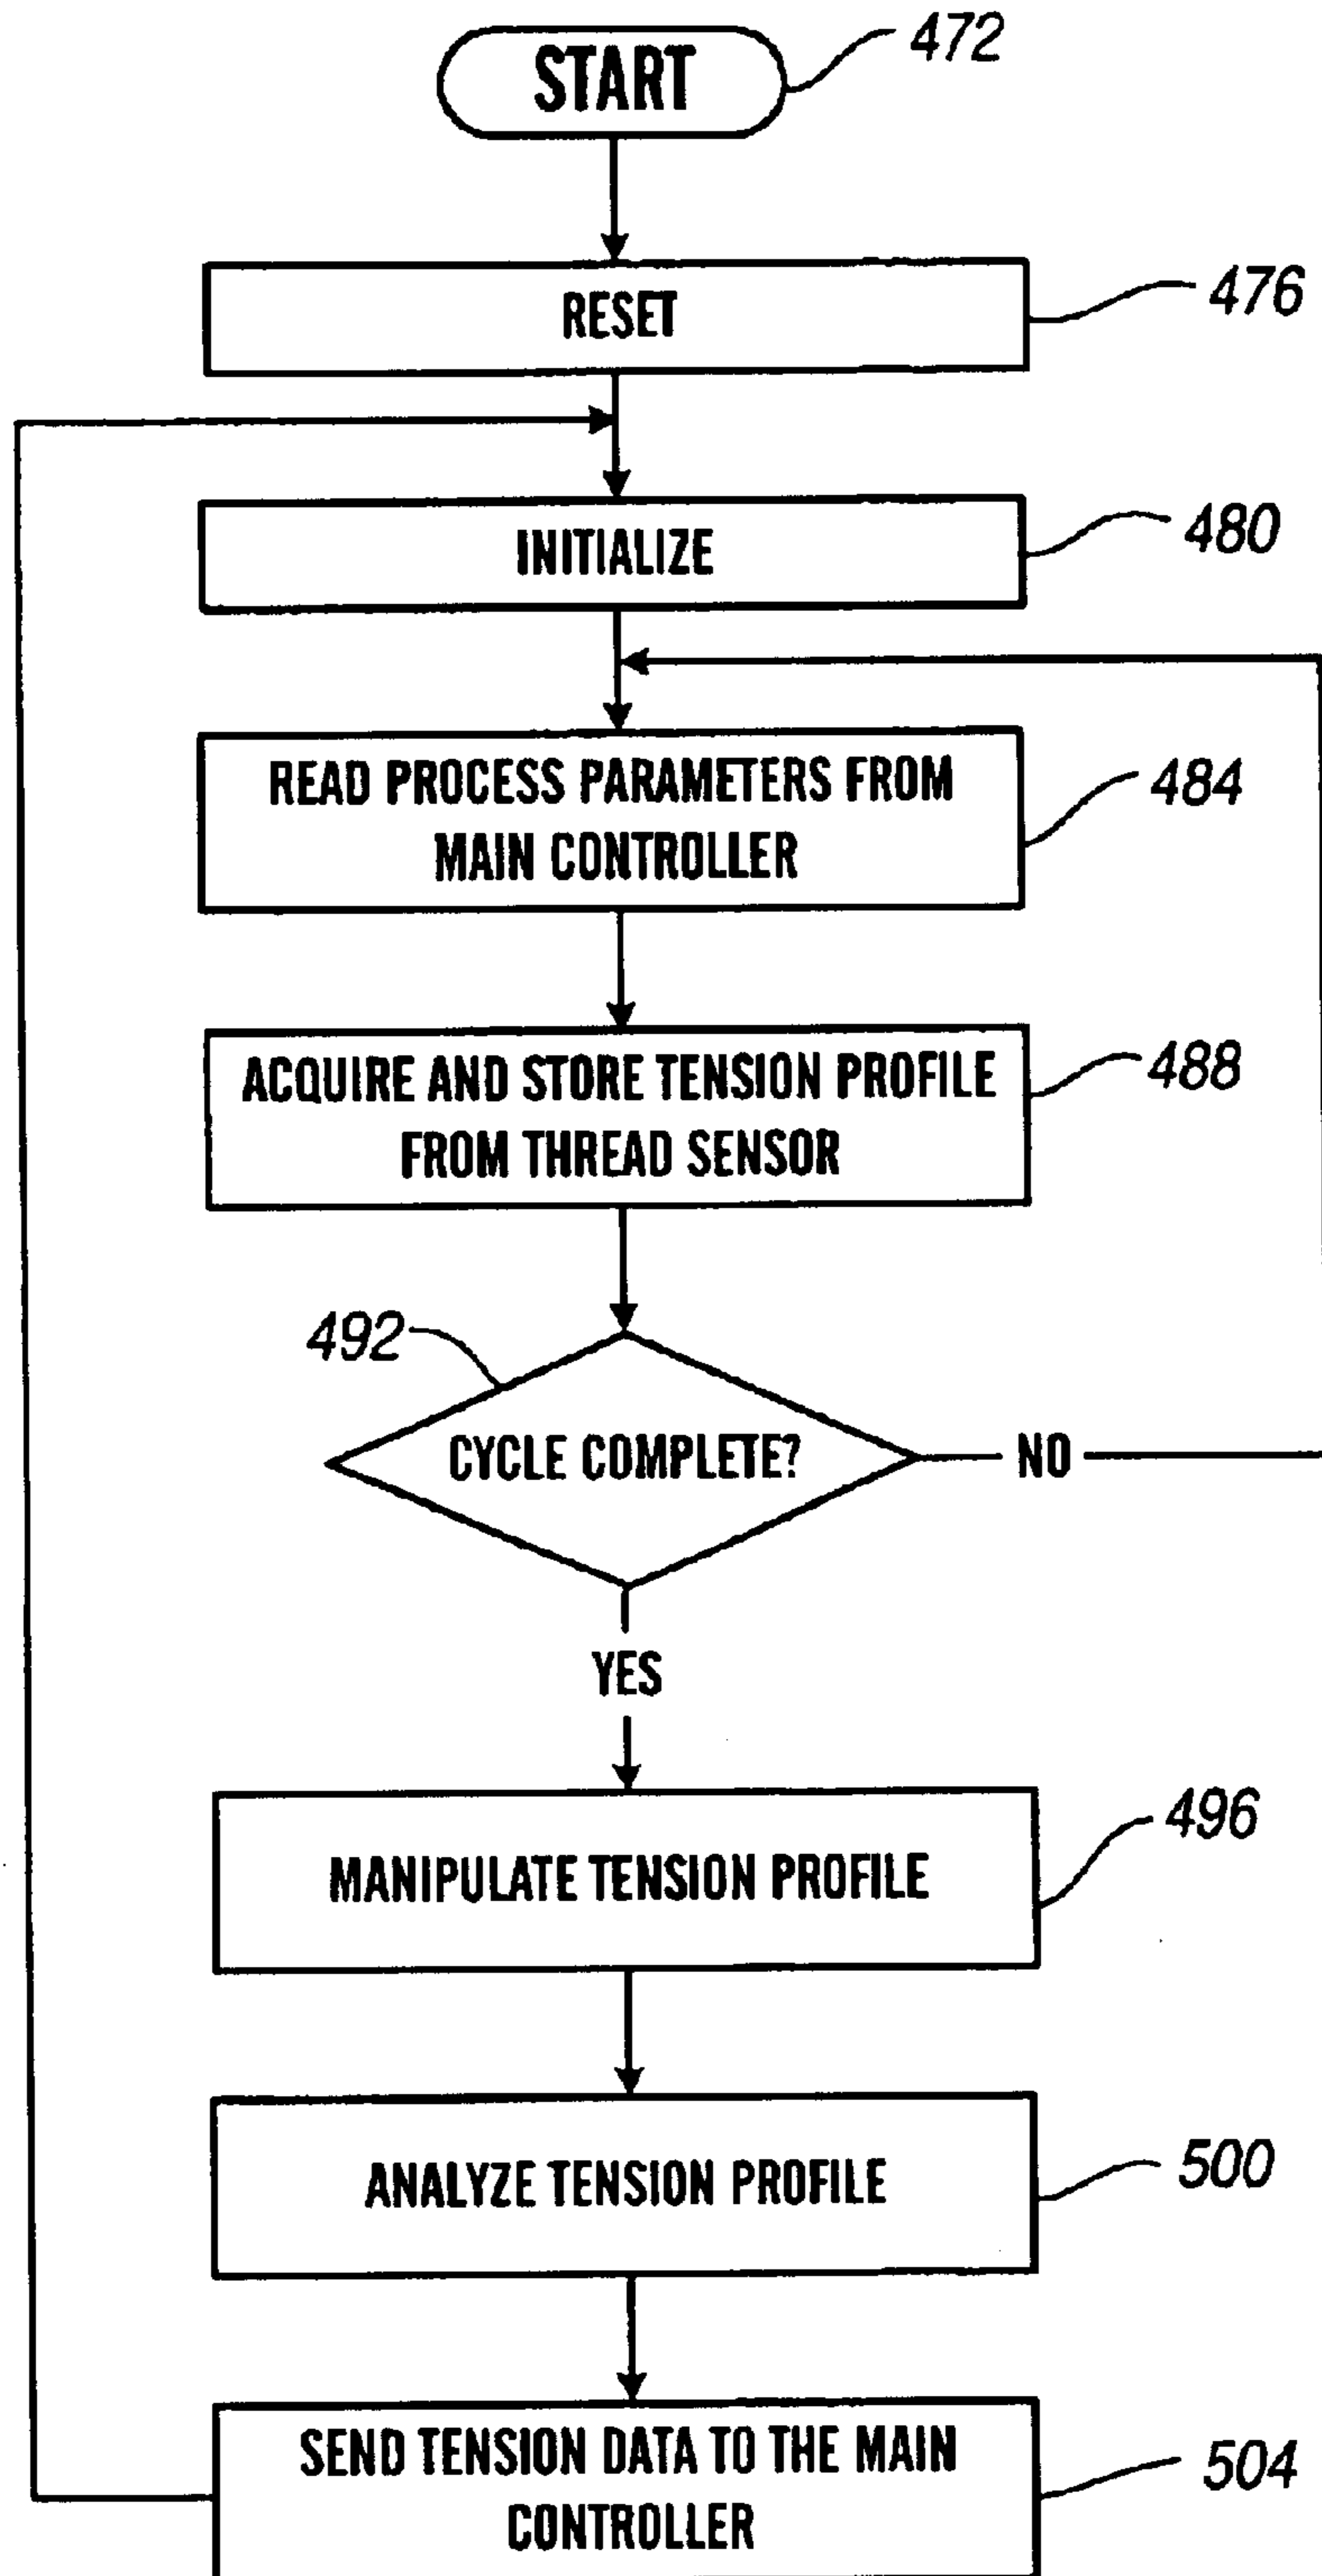 START
472
RESET
476
INITIALIZE
480
READ PROCESS PARAMETERS FROM
MAIN CONTROLLER
484
ACQUIRE AND STORE TENSION PROFILE
FROM THREAD SENSOR
488
492
CYCLE COMPLETE?
NO
YES
MANIPULATE TENSION PROFILE
496
ANALYZE TENSION PROFILE
500
SEND TENSION DATA TO THE MAIN
CONTROLLER
504